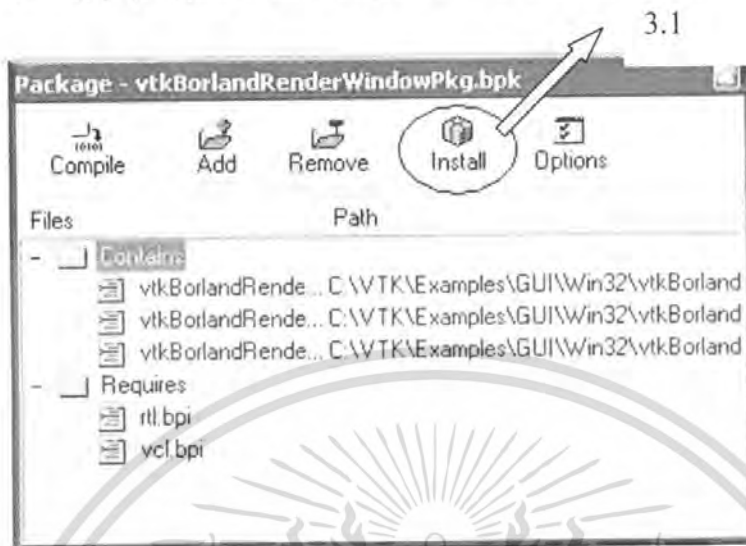 3.1
Package - vtkBorlandRenderWindowPkg.bpk
Compile Add Remove Install Options
Files Path
- Contains
vtkBorlandRende... C:\VTK\Examples\GUI\Win32\vtkBorland
vtkBorlandRende... C:\VTK\Examples\GUI\Win32\vtkBorland
vtkBorlandRende... C:\VTK\Examples\GUI\Win32\vtkBorland
- Requires
rtl.bpi
vcl.bpi